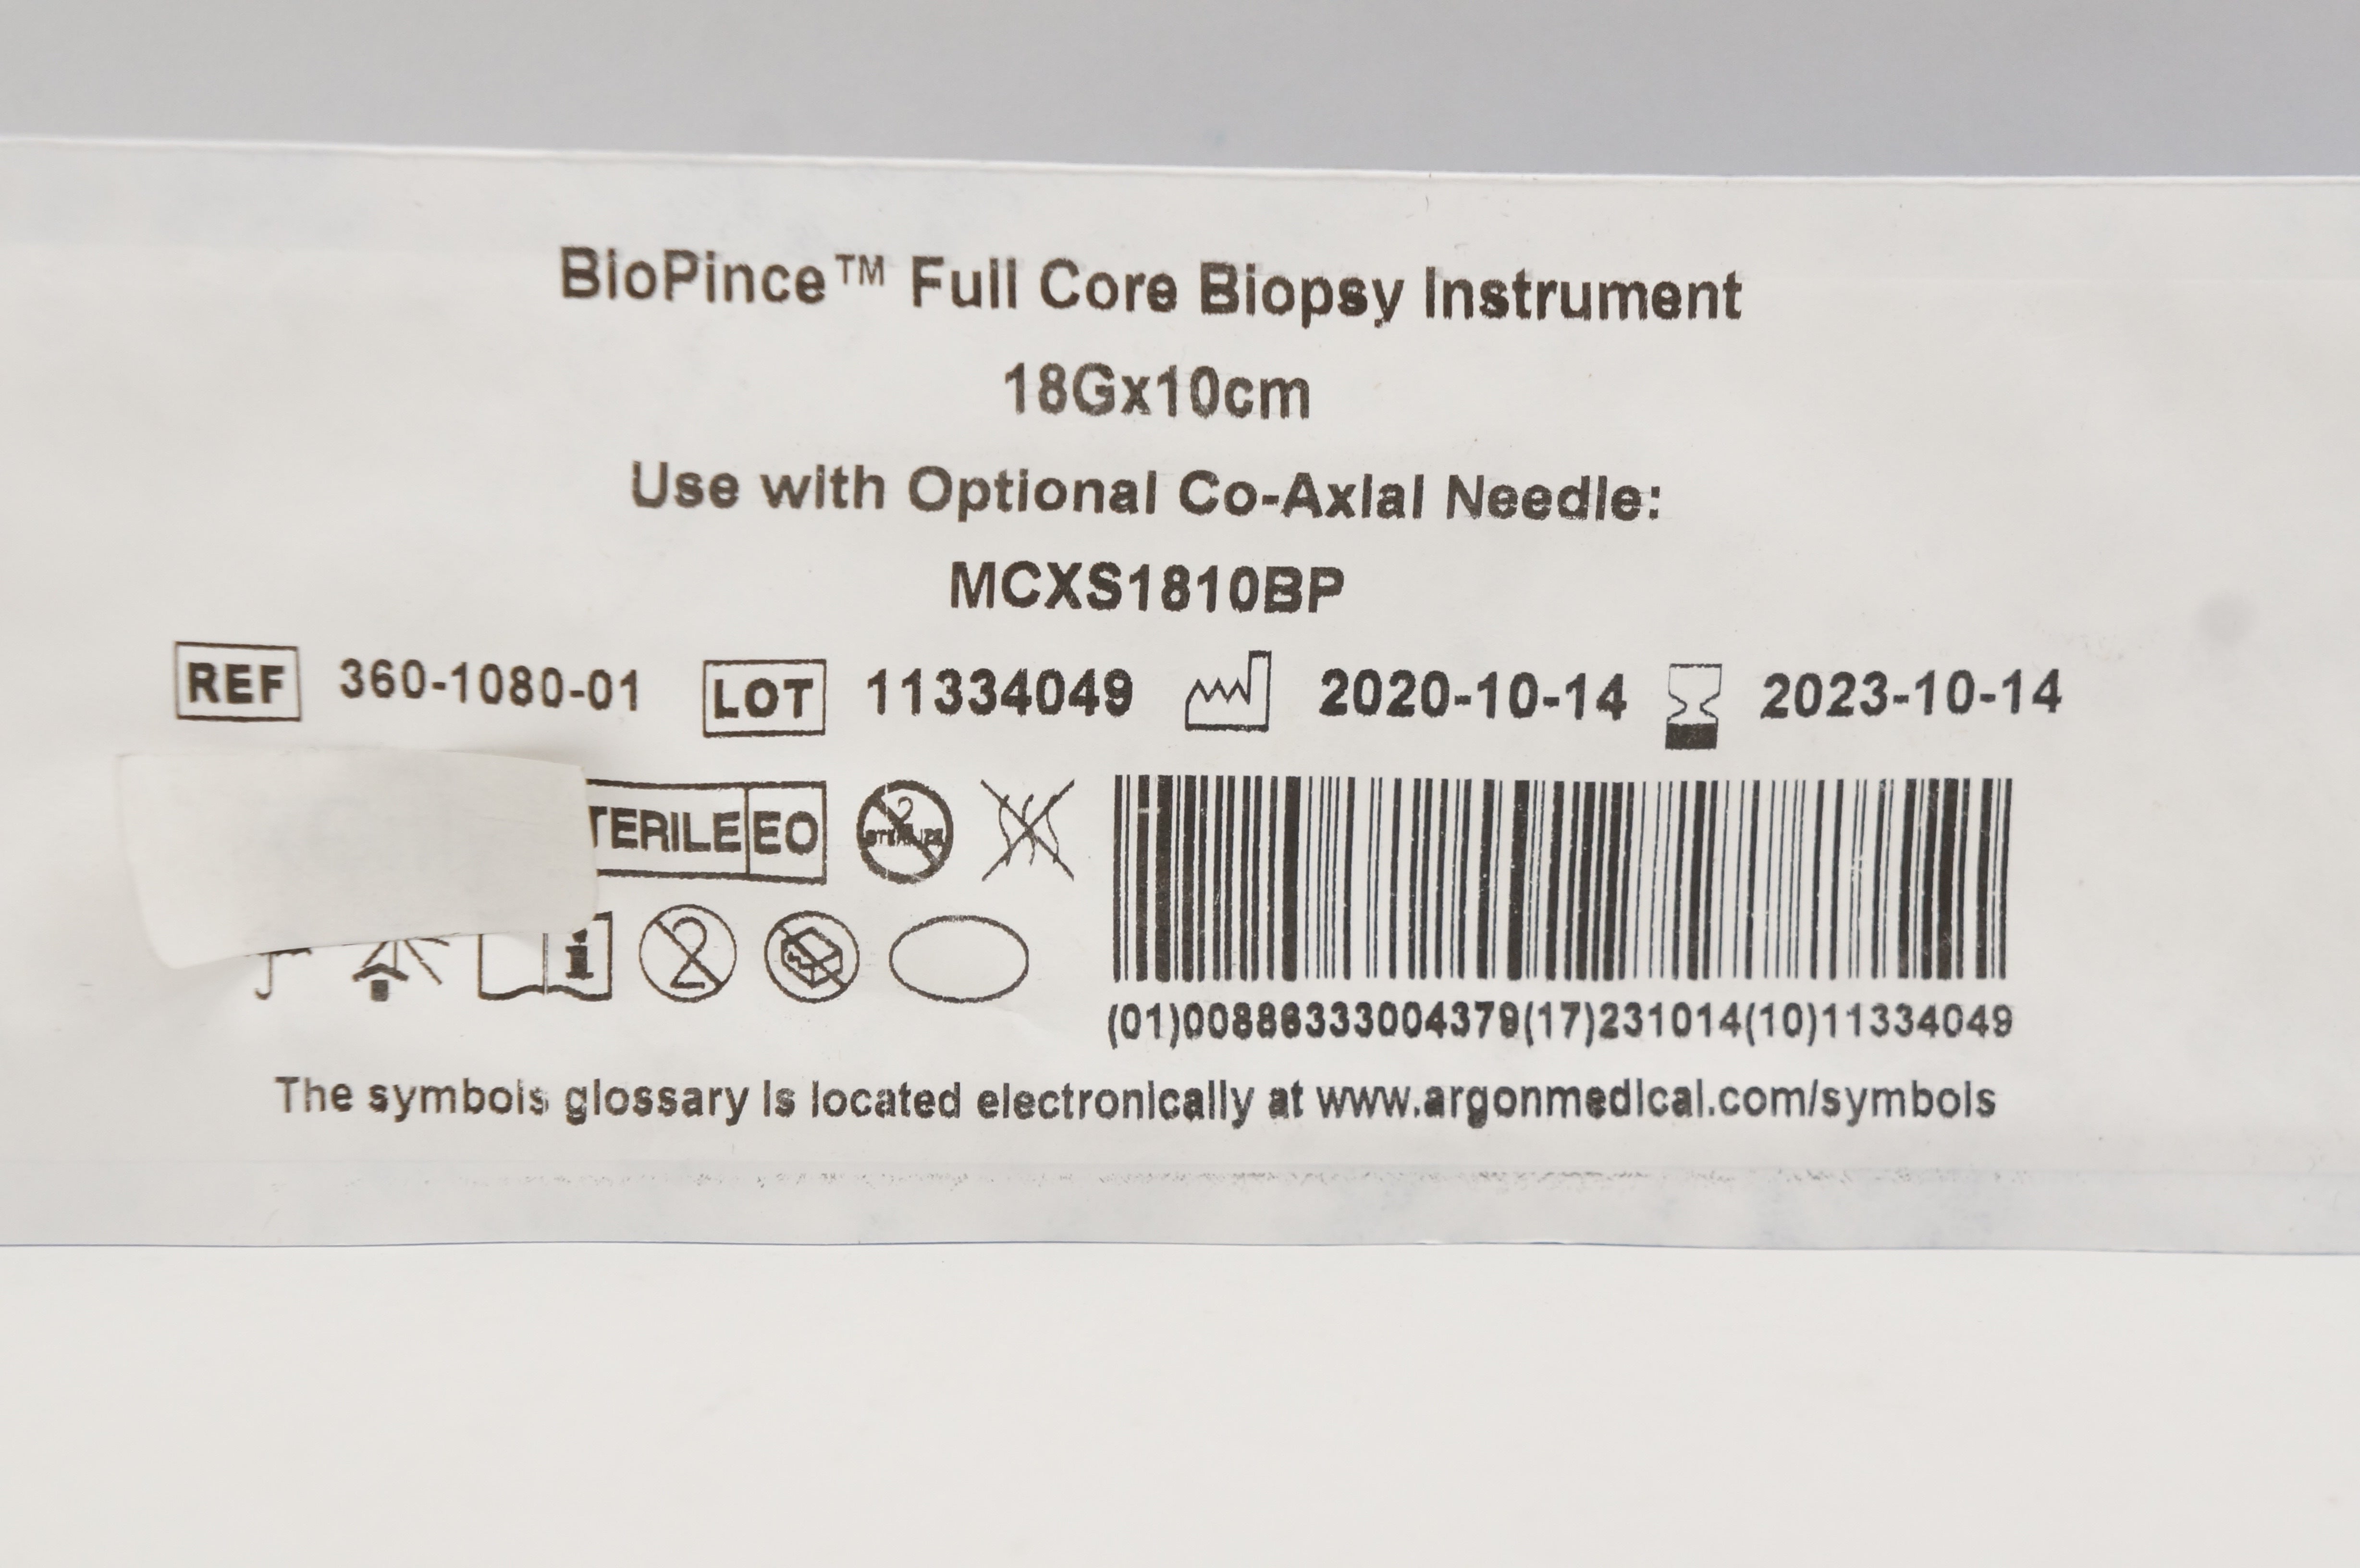 BioPince™ Full Core Biopsy Instrument
18Gx10cm
Use with Optional Co-Axial Needle:
MCXS1810BP
REF 360-1080-01 LOT 11334049 2020-10-14 2023-10-14
TERILE EO
(01)00886333004379(17)231014(10)11334049
The symbols glossary is located electronically at www.argonmedical.com/symbols